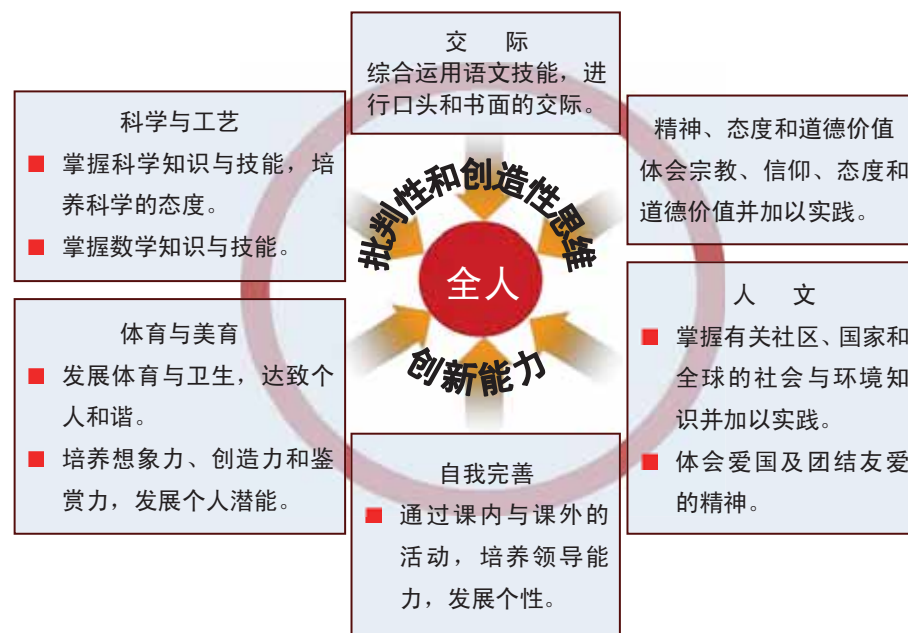 交 际
综合运用语文技能，进
行口头和书面的交际。
科学与工艺
掌握科学知识与技能，培
养科学的态度。
掌握数学知识与技能。
精神、态度和道德价值
体会宗教、信仰、态度和
道德价值并加以实践。
批判性和创造性思维
全人
创新能力
体育与美育
发展体育与卫生，达致个
人和谐。
培养想象力、创造力和鉴
赏力，发展个人潜能。
人 文
掌握有关社区、国家和
全球的社会与环境知
识并加以实践。
体会爱国及团结友爱
的精神。
自我完善
通过课内与课外的
活动，培养领导能
力，发展个性。